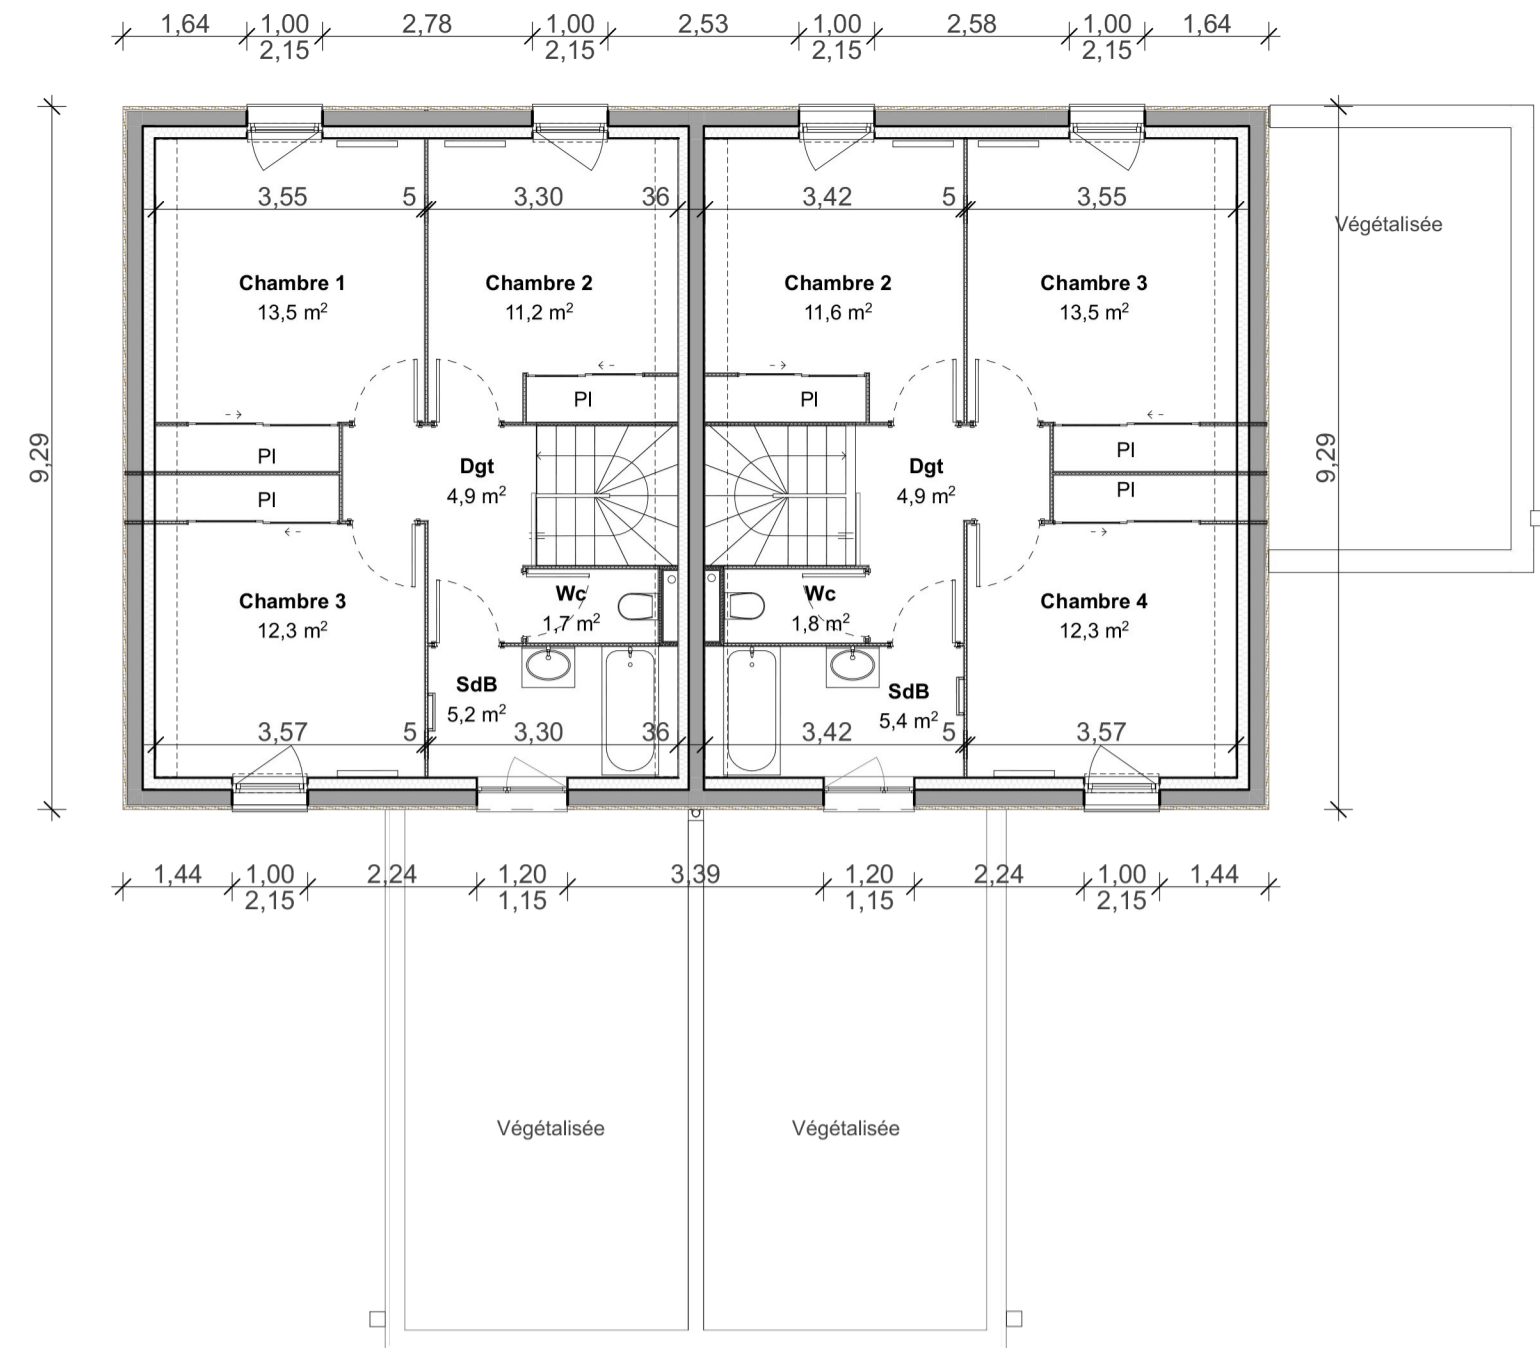 1,64 1,00 2,78 1,00 2,53 1,00 2,58 1,00 1,64
2,15 2,15 2,15 2,15
3,55 5 3,30 36 3,42 5 3,55
Végétalisée
Chambre 1 Chambre 2 Chambre 2 Chambre 3
13,5 m² 11,2 m² 11,6 m² 13,5 m²
Pl Pl
Pl Pl
9,29 9,29
Dgt Dgt
4,9 m² 4,9 m²
Pl Pl
Wc Wc
1,7 m² 1,8 m²
Chambre 3 Chambre 4
12,3 m² 12,3 m²
SdB SdB
5,2 m² 5,4 m²
3,57 5 3,30 36 3,42 5 3,57
1,44 1,00 2,24 1,20 3,39 1,20 2,24 1,00 1,44
2,15 1,15 1,15 2,15
Végétalisée Végétalisée